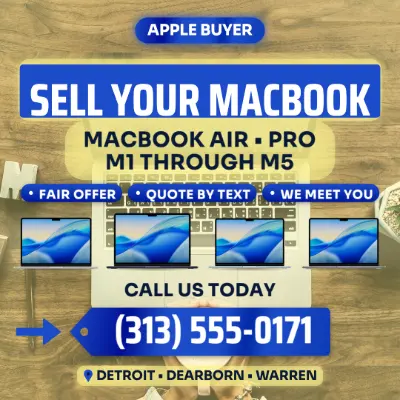 APPLE BUYER
SELL YOUR MACBOOK
MACBOOK AIR ▪ PRO
M1 THROUGH M5
• FAIR OFFER • QUOTE BY TEXT • WE MEET YOU
CALL US TODAY
(313) 555-0171
DETROIT ▪ DEARBORN ▪ WARREN